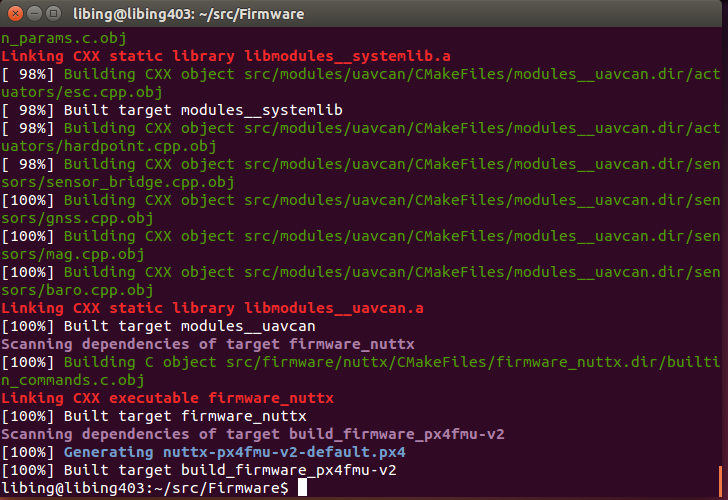 libing@libing403: ~/src/Firmware
n_params.c.obj
Linking CXX static library libmodules__systemlib.a
[ 98%] Building CXX object src/modules/uavcan/CMakeFiles/modules__uavcan.dir/act
uators/esc.cpp.obj
[ 98%] Built target modules__systemlib
[ 98%] Building CXX object src/modules/uavcan/CMakeFiles/modules__uavcan.dir/act
uators/hardpoint.cpp.obj
[ 98%] Building CXX object src/modules/uavcan/CMakeFiles/modules__uavcan.dir/sen
sors/sensor_bridge.cpp.obj
[100%] Building CXX object src/modules/uavcan/CMakeFiles/modules__uavcan.dir/sen
sors/gnss.cpp.obj
[100%] Building CXX object src/modules/uavcan/CMakeFiles/modules__uavcan.dir/sen
sors/mag.cpp.obj
[100%] Building CXX object src/modules/uavcan/CMakeFiles/modules__uavcan.dir/sen
sors/baro.cpp.obj
Linking CXX static library libmodules__uavcan.a
[100%] Built target modules__uavcan
Scanning dependencies of target firmware_nuttx
[100%] Building C object src/firmware/nuttx/CMakeFiles/firmware_nuttx.dir/builti
n_commands.c.obj
Linking CXX executable firmware_nuttx
[100%] Built target firmware_nuttx
Scanning dependencies of target build_firmware_px4fmu-v2
[100%] Generating nuttx-px4fmu-v2-default.px4
[100%] Built target build_firmware_px4fmu-v2
libing@libing403:~/src/Firmware$